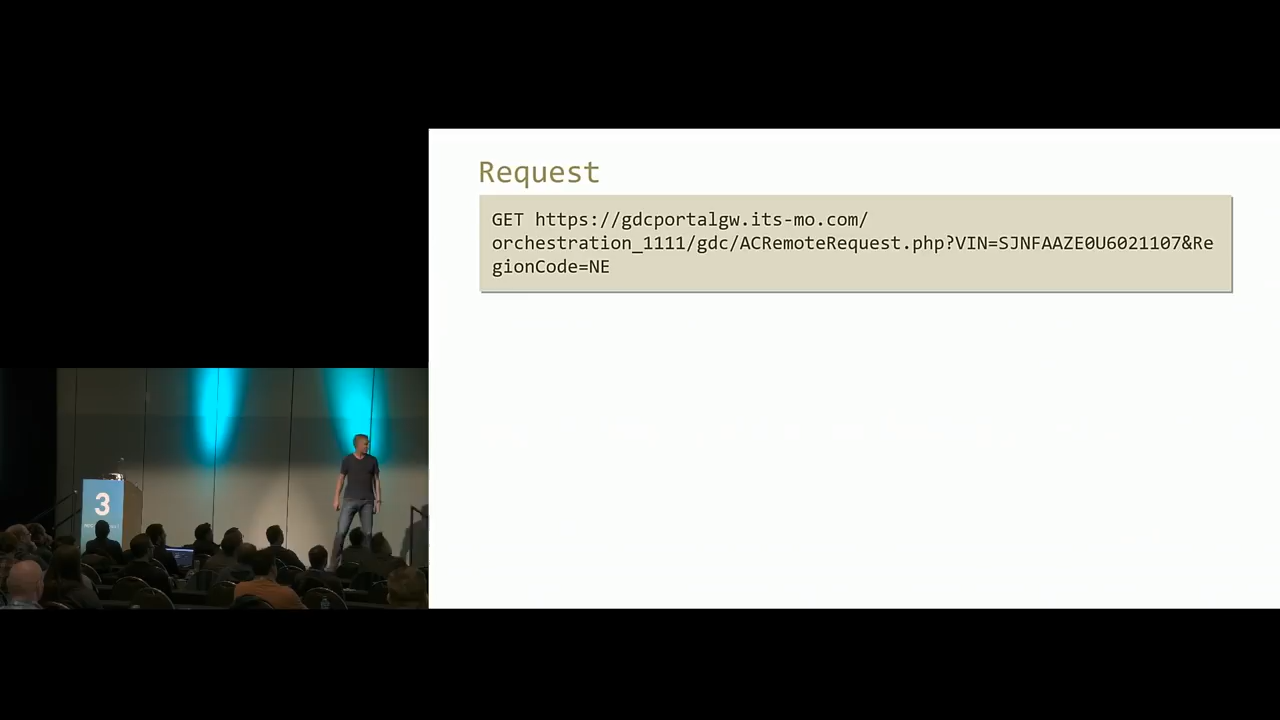 Request
GET https://gdcportalgw.its-mo.com/
orchestration_1111/gdc/ACRemoteRequest.php?VIN=SJNFAAZE0U6021107&Re
gionCode=NE
3